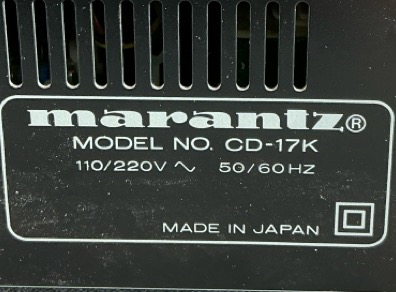 marantz®
MODEL NO. CD-17K
110/220V ~ 50/60HZ
MADE IN JAPAN